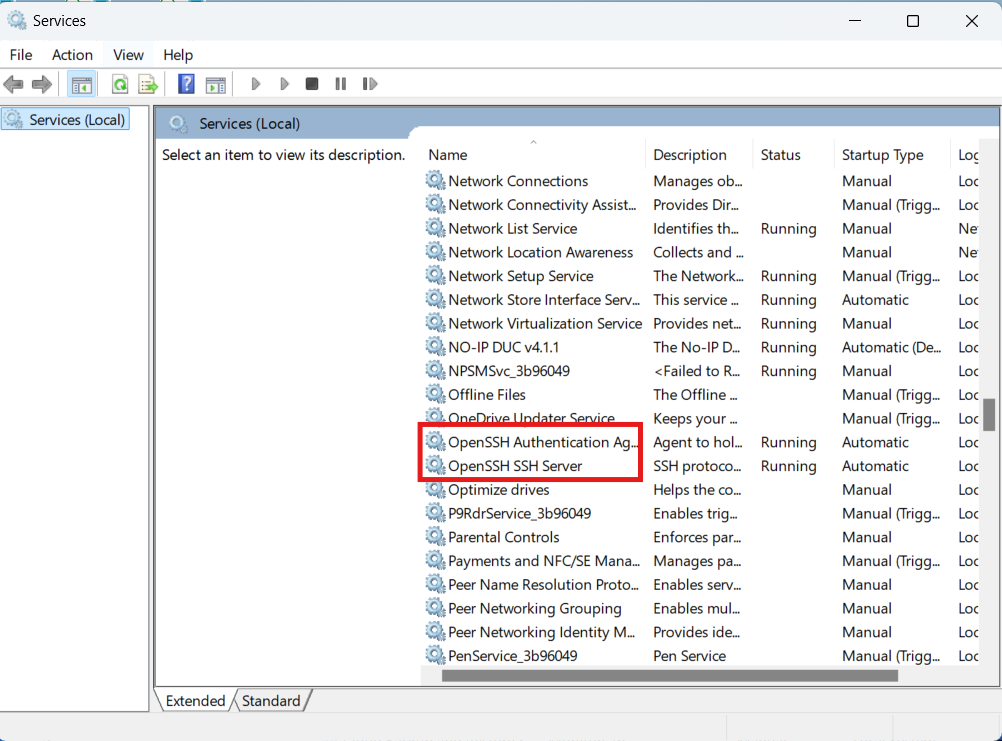 Services
File Action View Help
Services (Local)
Services (Local)
Select an item to view its description.
Name Description Status Startup Type Log
Network Connections Manages ob... Manual Loc
Network Connectivity Assist... Provides Dir... Manual (Trigg... Loc
Network List Service Identifies th... Running Manual Ne
Network Location Awareness Collects and ... Manual Ne
Network Setup Service The Network... Running Manual (Trigg... Loc
Network Store Interface Serv... This service ... Running Automatic Loc
Network Virtualization Service Provides net... Running Manual Loc
NO-IP DUC v4.1.1 The No-IP D... Running Automatic (De... Loc
NPSMSvc_3b96049 <Failed to R... Running Manual Loc
Offline Files The Offline ... Manual (Trigg... Loc
OneDrive Updater Service Keeps your ... Manual (Trigg... Loc
OpenSSH Authentication Ag... Agent to hol... Running Automatic Loc
OpenSSH SSH Server SSH protoco... Running Automatic Loc
Optimize drives Helps the co... Manual Loc
P9RdrService_3b96049 Enables trig... Manual (Trigg... Loc
Parental Controls Enforces par... Manual Loc
Payments and NFC/SE Mana... Manages pa... Manual (Trigg... Loc
Peer Name Resolution Proto... Enables serv... Manual Loc
Peer Networking Grouping Enables mul... Manual Loc
Peer Networking Identity M... Provides ide... Manual Loc
PenService_3b96049 Pen Service Manual (Trigg... Loc
Extended Standard